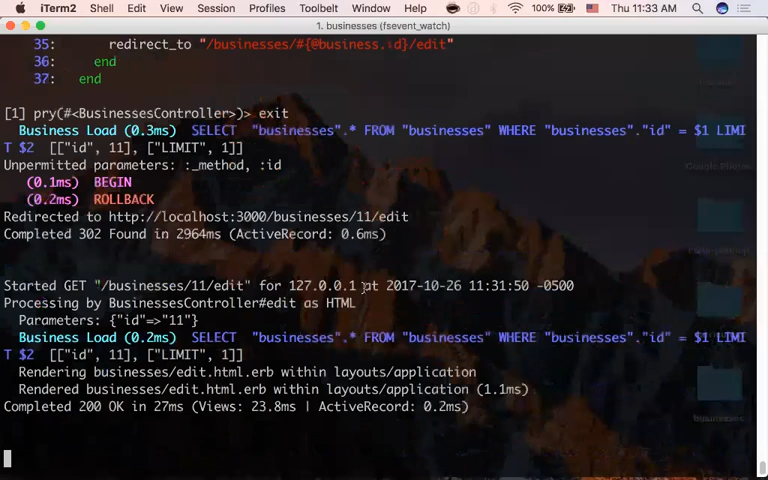 iTerm2 Shell Edit View Session Profiles Toolbelt Window Help 100% Thu 11:33 AM
1. businesses (fsevent_watch)
35: redirect_to "/businesses/#{@business.id}/edit"
36: end
37: end
[1] pry(#<BusinessesController>)> exit
Business Load (0.3ms) SELECT "businesses".* FROM "businesses" WHERE "businesses"."id" = $1 LIMI
T $2 [["id", 11], ["LIMIT", 1]]
Unpermitted parameters: :_method, :id
(0.1ms) BEGIN
(0.2ms) ROLLBACK
Redirected to http://localhost:3000/businesses/11/edit
Completed 302 Found in 2964ms (ActiveRecord: 0.6ms)
Started GET "/businesses/11/edit" for 127.0.0.1 at 2017-10-26 11:31:50 -0500
Processing by BusinessesController#edit as HTML
Parameters: {"id"=>"11"}
Business Load (0.2ms) SELECT "businesses".* FROM "businesses" WHERE "businesses"."id" = $1 LIMI
T $2 [["id", 11], ["LIMIT", 1]]
Rendering businesses/edit.html.erb within layouts/application
Rendered businesses/edit.html.erb within layouts/application (1.1ms)
Completed 200 OK in 27ms (Views: 23.8ms | ActiveRecord: 0.2ms)
Google Photos
businesses